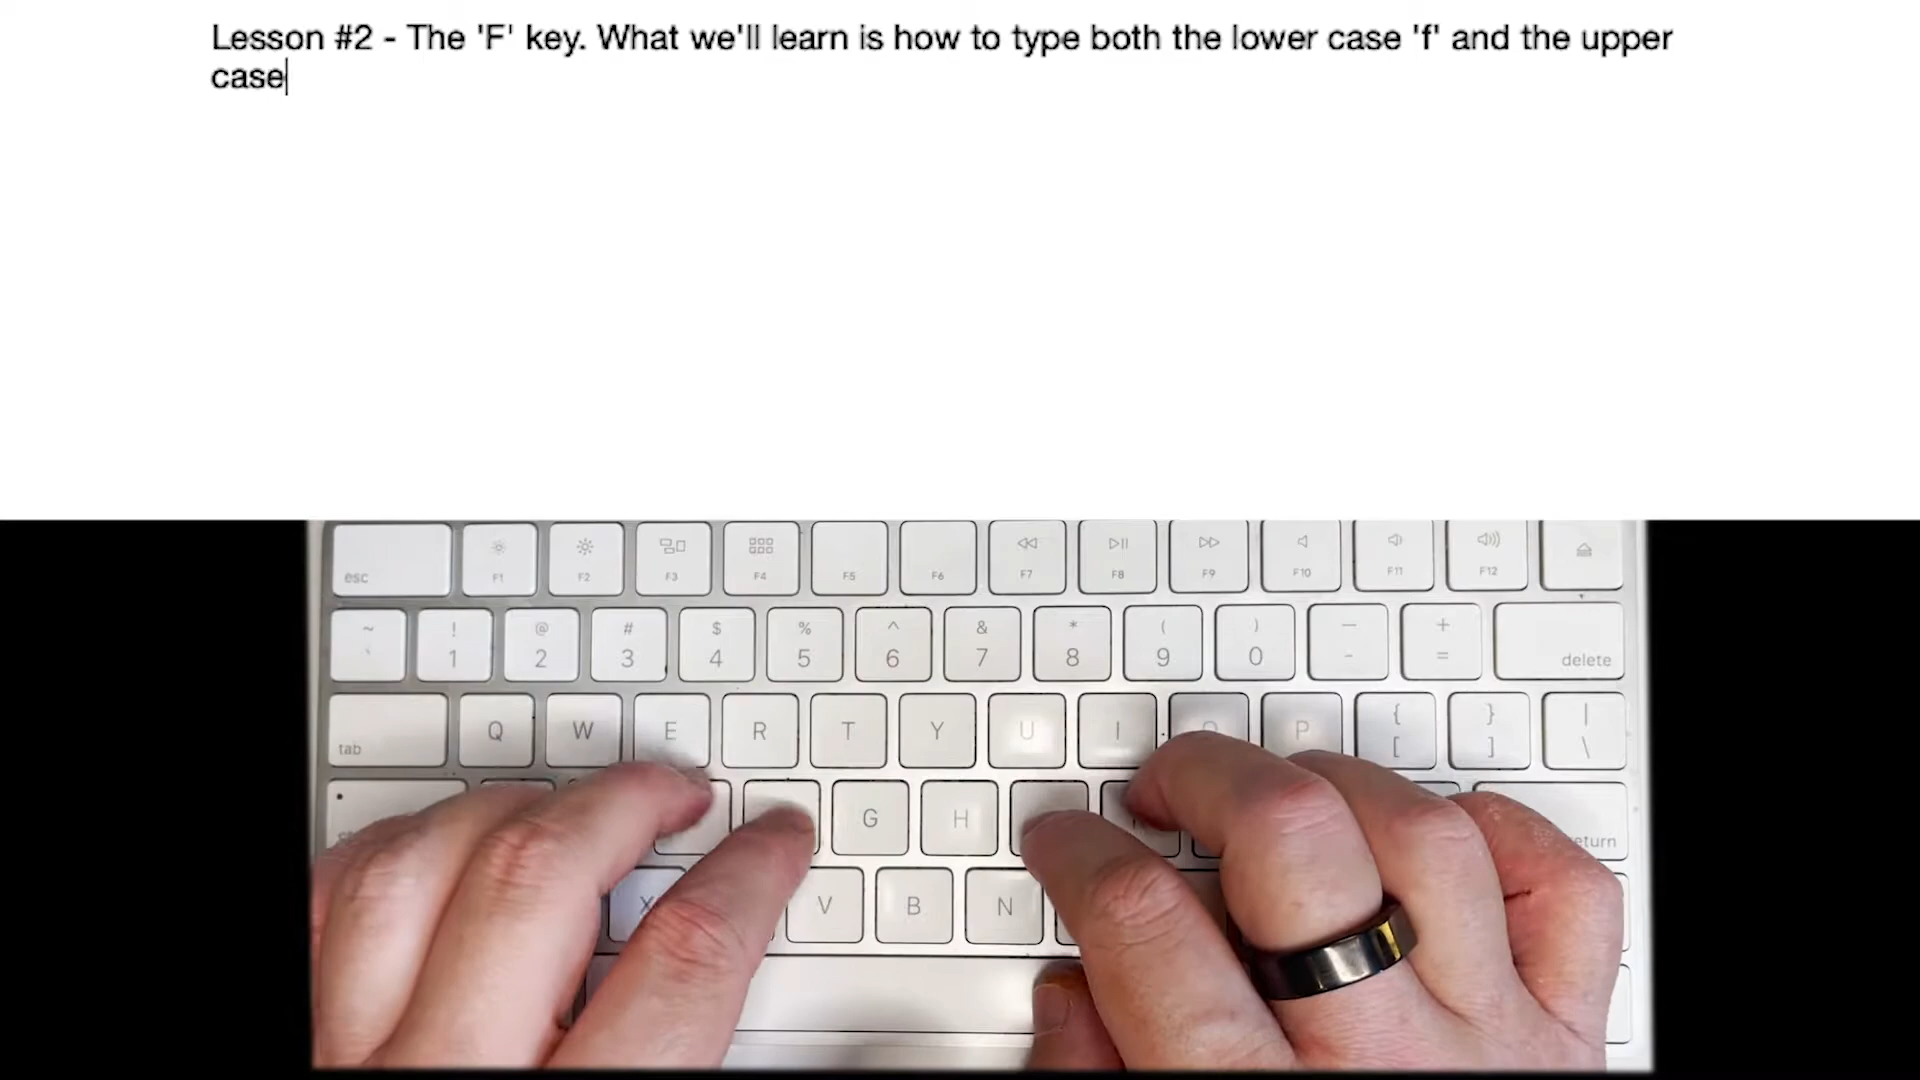 Lesson #2 - The 'F' key. What we'll learn is how to type both the lower case 'f' and the upper
case
esc F1 F2 F3 F4 F5 F6 F7 F8 F9 F10 F11 F12
~ ! @ # $ % ^ & * ( ) — +
` 1 2 3 4 5 6 7 8 9 0 - = delete
tab Q W E R T Y U I O P { [ } ] | \
G H
V B N